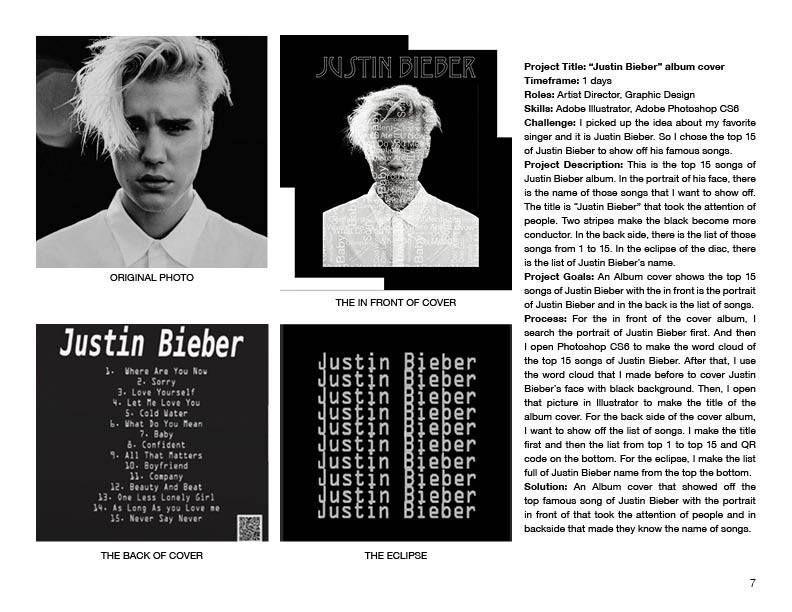 ORIGINAL PHOTO
JUSTIN BIEBER
THE IN FRONT OF COVER
Justin Bieber
1. Where Are You Now
2. Sorry
3. Love Yourself
4. Let Me Love You
5. Cold Water
6. What Do You Mean
7. Baby
8. Confident
9. All That Matters
10. Boyfriend
11. Company
12. Beauty And Beat
13. One Less Lonely Girl
14. As Long As you Love me
15. Never Say Never
THE BACK OF COVER
Justin Bieber
Justin Bieber
Justin Bieber
Justin Bieber
Justin Bieber
Justin Bieber
Justin Bieber
Justin Bieber
Justin Bieber
Justin Bieber
THE ECLIPSE
Project Title: “Justin Bieber” album cover
Timeframe: 1 days
Roles: Artist Director, Graphic Design
Skills: Adobe Illustrator, Adobe Photoshop CS6
Challenge: I picked up the idea about my favorite
singer and it is Justin Bieber. So I chose the top 15
of Justin Bieber to show off his famous songs.
Project Description: This is the top 15 songs of
Justin Bieber album. In the portrait of his face, there
is the name of those songs that I want to show off.
The title is “Justin Bieber” that took the attention of
people. Two stripes make the black become more
conductor. In the back side, there is the list of those
songs from 1 to 15. In the eclipse of the disc, there
is the list of Justin Bieber’s name.
Project Goals: An Album cover shows the top 15
songs of Justin Bieber with the in front is the portrait
of Justin Bieber and in the back is the list of songs.
Process: For the in front of the cover album, I
search the portrait of Justin Bieber first. And then
I open Photoshop CS6 to make the word cloud of
the top 15 songs of Justin Bieber. After that, I use
the word cloud that I made before to cover Justin
Bieber’s face with black background. Then, I open
that picture in Illustrator to make the title of the
album cover. For the back side of the cover album,
I want to show off the list of songs. I make the title
first and then the list from top 1 to top 15 and QR
code on the bottom. For the eclipse, I make the list
full of Justin Bieber name from the top the bottom.
Solution: An Album cover that showed off the
top famous song of Justin Bieber with the portrait
in front of that took the attention of people and in
backside that made they know the name of songs.
7